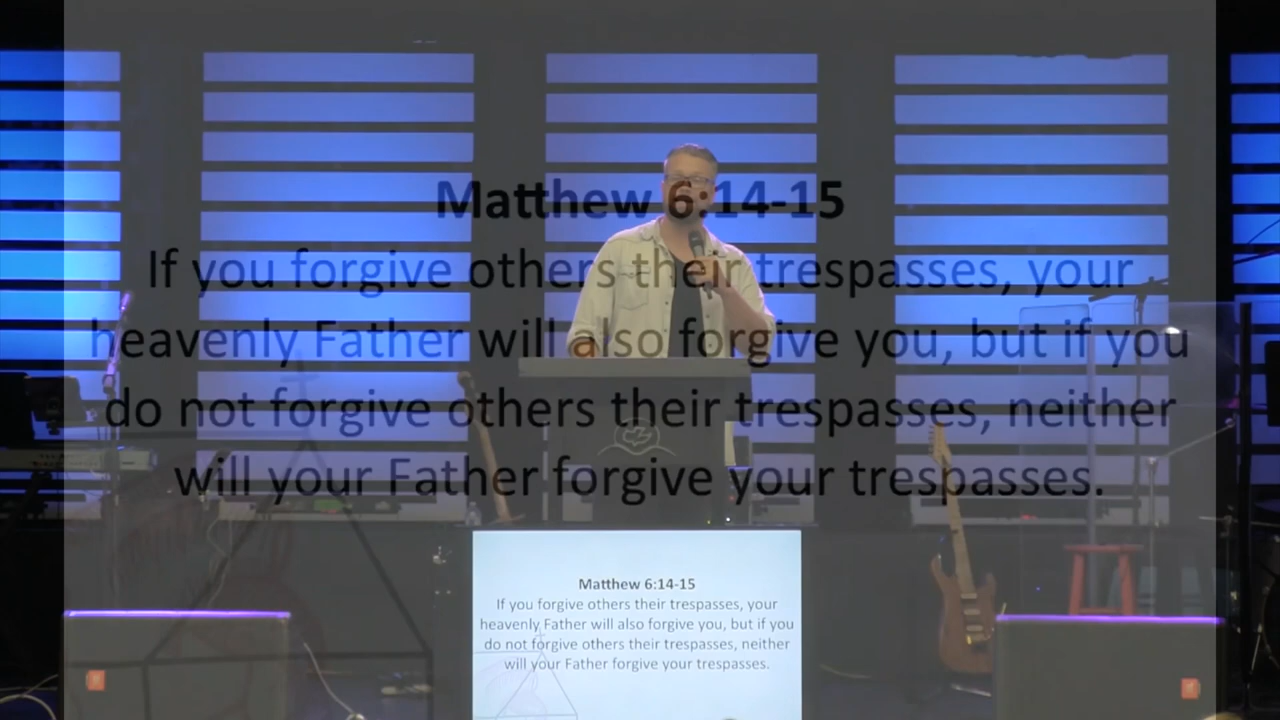 Matthew 6:14-15
If you forgive others their trespasses, your
heavenly Father will also forgive you, but if you
do not forgive others their trespasses, neither
will your Father forgive your trespasses.
Matthew 6:14-15
If you forgive others their trespasses, your
heavenly Father will also forgive you, but if you
do not forgive others their trespasses, neither
will your Father forgive your trespasses.